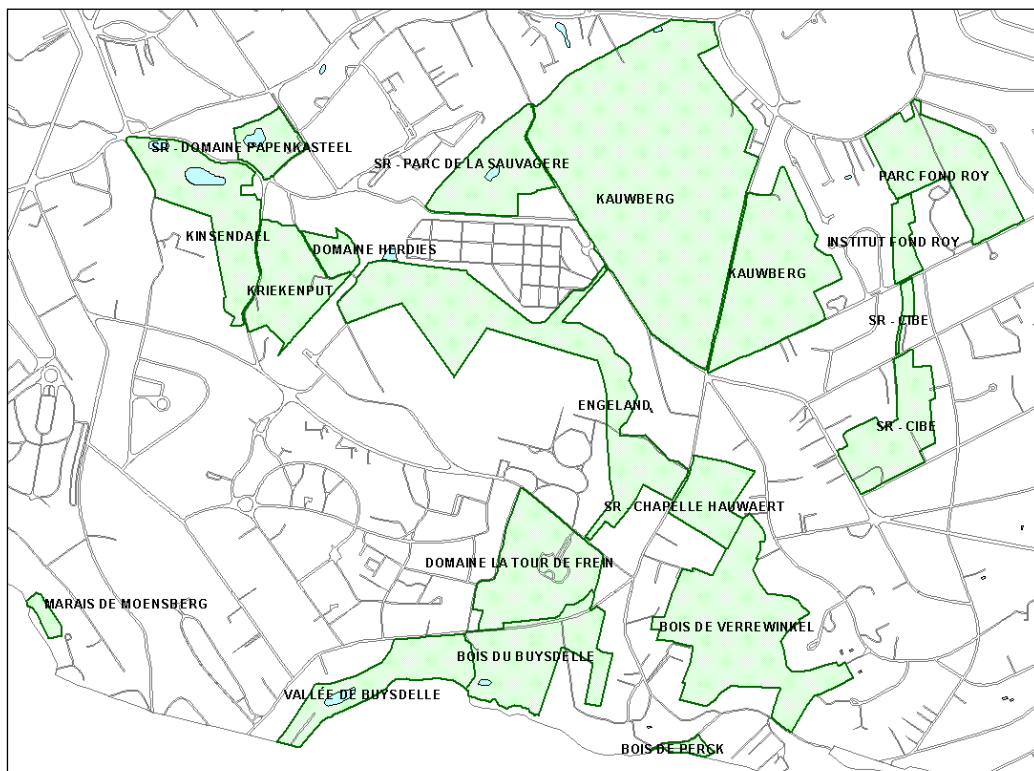 SR - DOMAINE PAPENKASTEEL
SR - PARC DE LA SAUVAGERE
PARC FOND ROY
KAUWBERG
KINSENDAEL
INSTITUT FOND ROY
DOMAINE HERDIES
KAUWBERG
KRIEKENPUT
SR - CIBE
ENGELAND
SR - CIBE
SR - CHAPELLE HAUWAERT
DOMAINE LA TOUR DE FREIN
MARAIS DE MOENSBERG
BOIS DE VERREWINKEL
BOIS DU BUYSDELLE
VALLÉE DE BUYSDELLE
BOIS DE PERCK